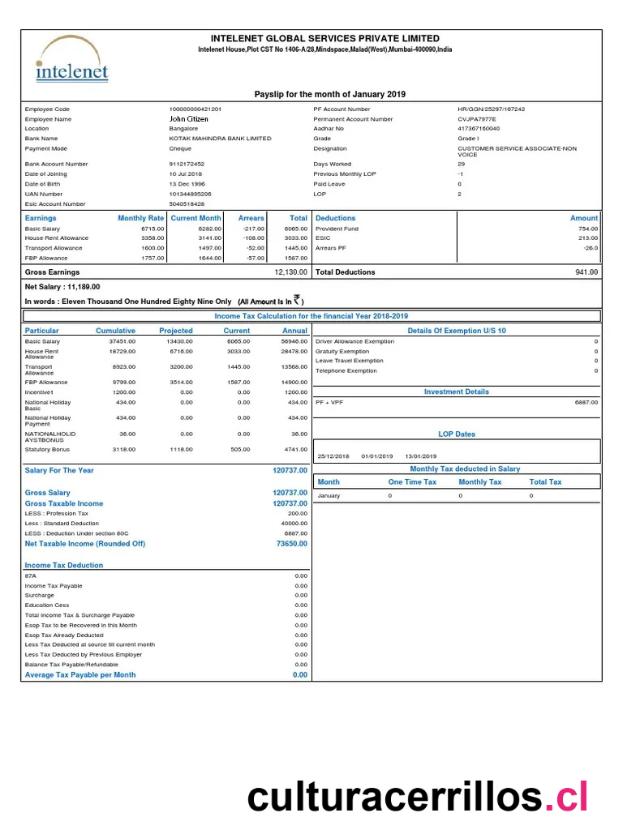 INTELENET GLOBAL SERVICES PRIVATE LIMITED
Intelenet House,Plot CST No 1406-A/28,Mindspace,Malad(West),Mumbai-400090,India
intelenet
Payslip for the month of January 2019
Employee Code 100000000421201 PF Account Number HR/GGN/25297/167243
Employee Name John Citizen Permanent Account Number CVJPA7977E
Location Bangalore Aadhar No 417367160040
Bank Name KOTAK MAHINDRA BANK LIMITED Grade Grade I
Payment Mode Cheque Designation CUSTOMER SERVICE ASSOCIATE-NON VOICE
Bank Account Number 9112172452 Days Worked 29
Date of Joining 10 Jul 2018 Previous Monthly LOP -1
Date of Birth 13 Dec 1996 Paid Leave 0
UAN Number 101344895206 LOP 2
Esic Account Number 5040518428
Earnings Monthly Rate Current Month Arrears Total Deductions Amount
Basic Salary 6715.00 6282.00 -217.00 6065.00 Provident Fund 754.00
House Rent Allowance 3358.00 3141.00 -108.00 3033.00 ESIC 213.00
Transport Allowance 1600.00 1497.00 -52.00 1445.00 Arrears PF -26.0
FBP Allowance 1757.00 1644.00 -57.00 1587.00
Gross Earnings 12,130.00 Total Deductions 941.00
Net Salary : 11,189.00
In words : Eleven Thousand One Hundred Eighty Nine Only (All Amount Is In ₹ )
Income Tax Calculation for the financial Year 2018-2019
Particular Cumulative Projected Current Annual Details Of Exemption U/S 10
Basic Salary 37451.00 13430.00 6065.00 56946.00 Driver Allowance Exemption 0
House Rent Allowance 18729.00 6716.00 3033.00 28478.00 Gratuity Exemption 0
Transport Allowance 8923.00 3200.00 1445.00 13568.00 Leave Travel Exemption 0
Telephone Exemption 0
FBP Allowance 9799.00 3514.00 1587.00 14900.00
Incentive1 1200.00 0.00 0.00 1200.00 Investment Details
National Holiday Basic 434.00 0.00 0.00 434.00 PF + VPF 6887.00
National Holiday Payment 434.00 0.00 0.00 434.00
NATIONALHOLIDAYSTBONUS 36.00 0.00 0.00 36.00 LOP Dates
Statutory Bonus 3118.00 1118.00 505.00 4741.00
25/12/2018 01/01/2019 13/01/2019
Salary For The Year 120737.00 Monthly Tax deducted in Salary
Month One Time Tax Monthly Tax Total Tax
Gross Salary 120737.00 January 0 0 0
Gross Taxable Income 120737.00
LESS : Profession Tax 200.00
Less : Standard Deduction 40000.00
LESS : Deduction Under section 80C 6887.00
Net Taxable Income (Rounded Off) 73650.00
Income Tax Deduction
87A 0.00
Income Tax Payable 0.00
Surcharge 0.00
Education Cess 0.00
Total Income Tax & Surcharge Payable 0.00
Esop Tax to be Recovered in this Month 0.00
Esop Tax Already Deducted 0.00
Less Tax Deducted at source till current month 0.00
Less Tax Deducted by Previous Employer 0.00
Balance Tax Payable/Refundable 0.00
Average Tax Payable per Month 0.00
culturacerrillos.cl